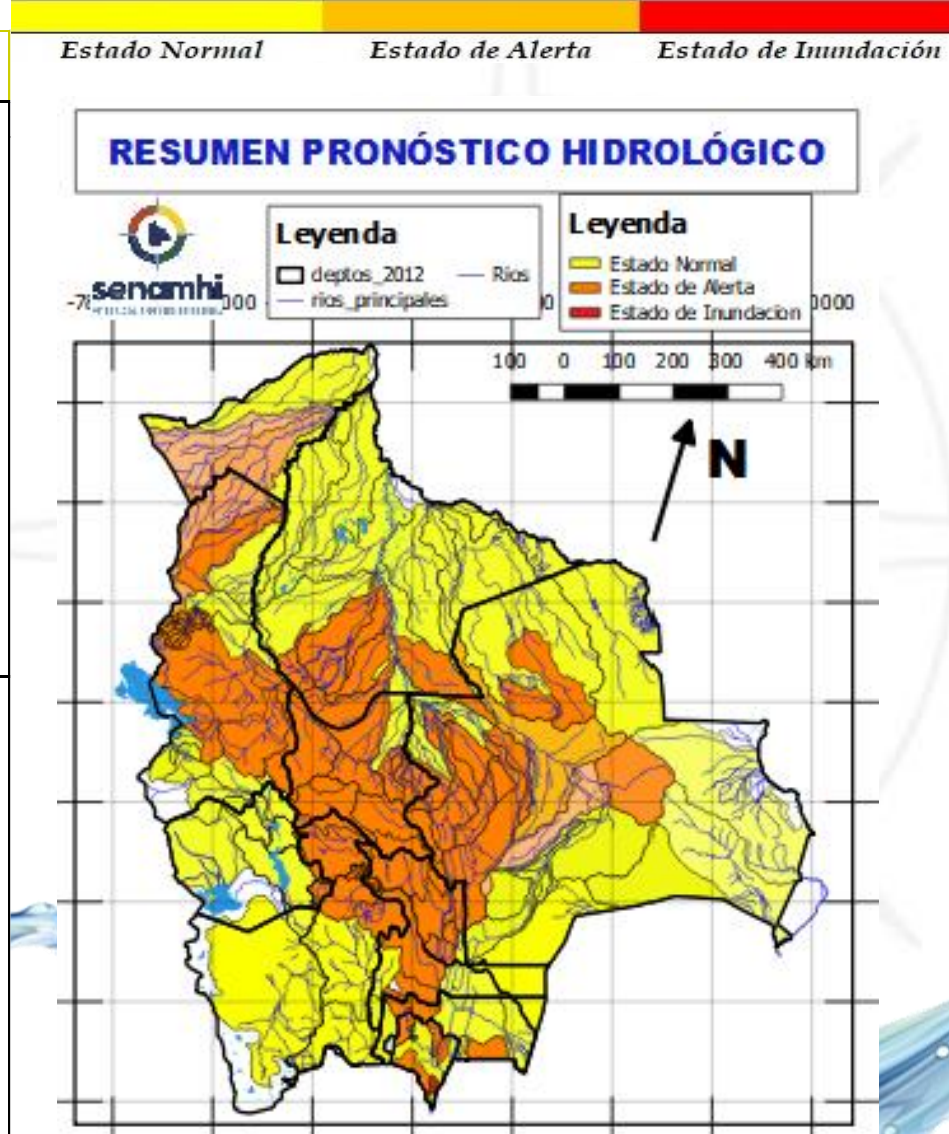 Estado Normal Estado de Alerta Estado de Inundación
RESUMEN PRONÓSTICO HIDROLÓGICO
senamhi
Leyenda
deptos_2012 Rios
rios_principales
Leyenda
Estado Normal
Estado de Alerta
Estado de Inundacion
100 0 100 200 300 400 km
N